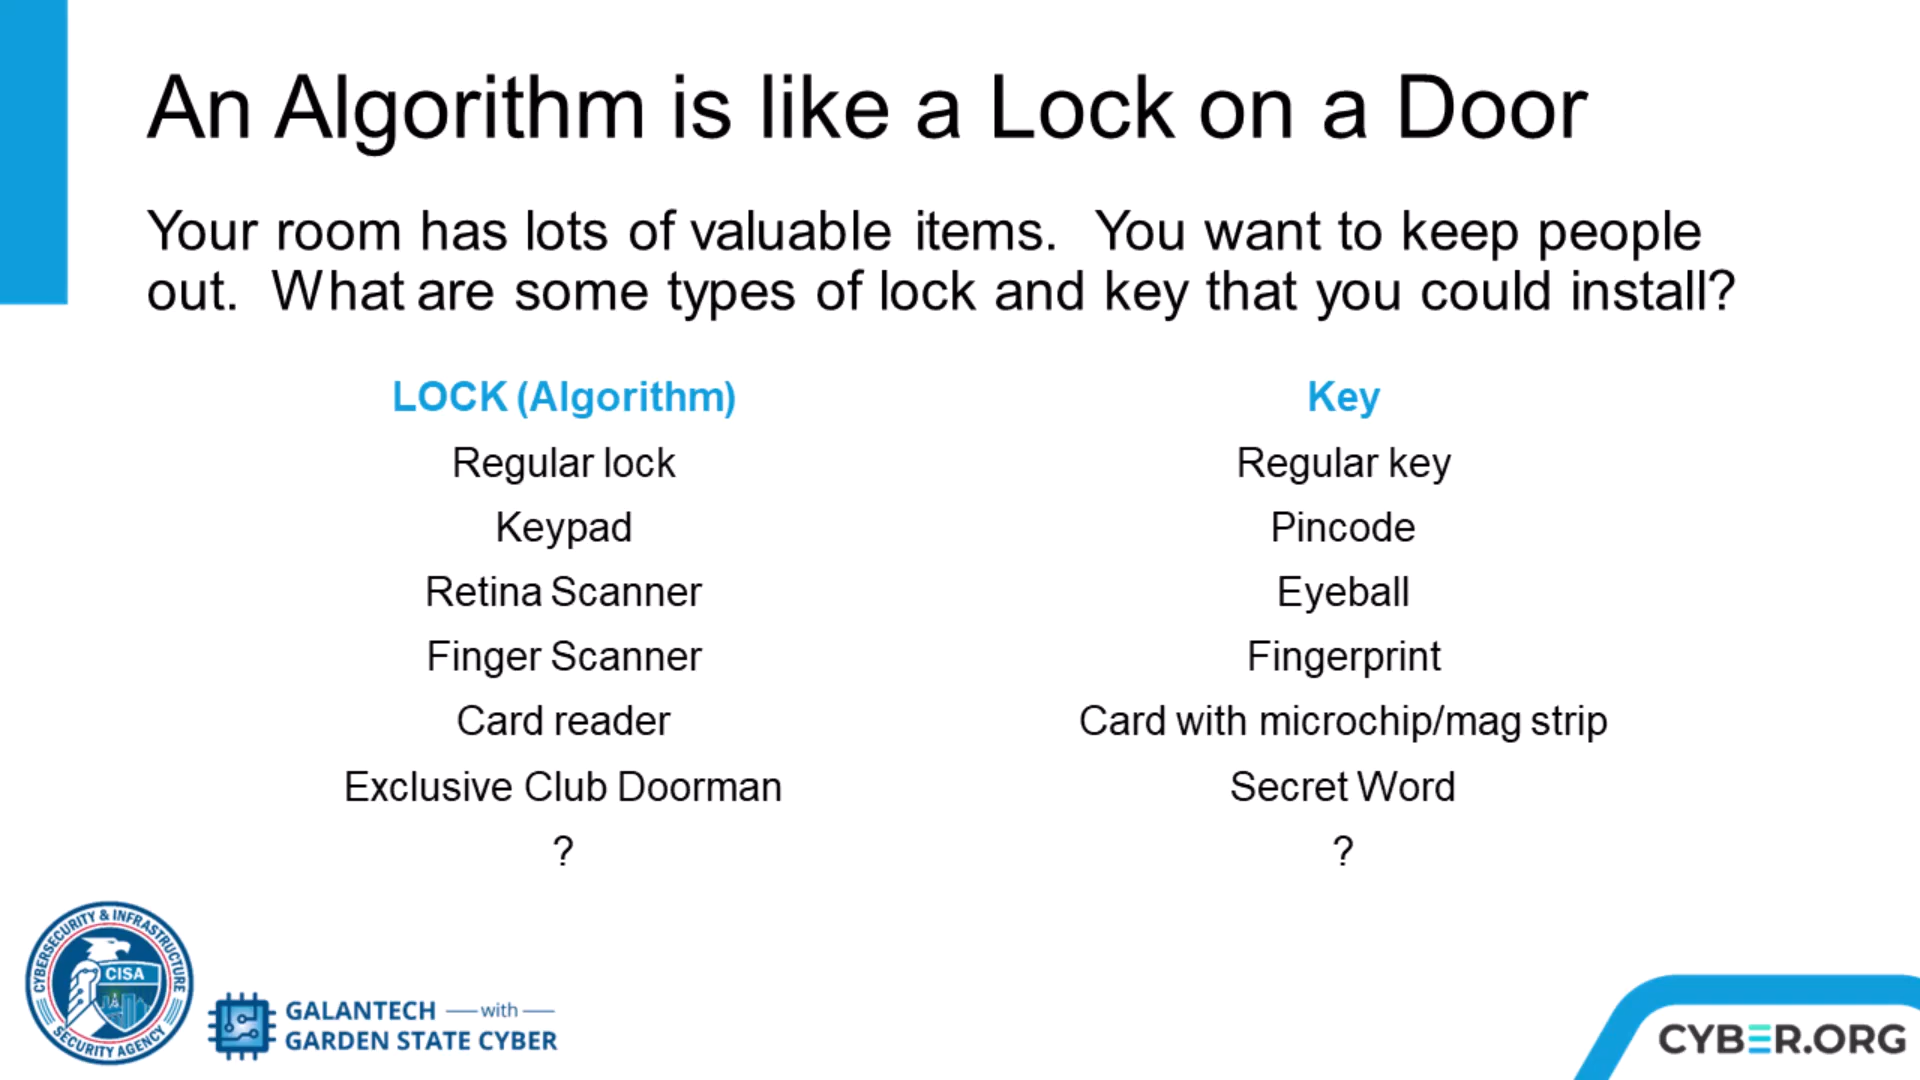 An Algorithm is like a Lock on a Door
Your room has lots of valuable items. You want to keep people
out. What are some types of lock and key that you could install?
LOCK (Algorithm) Key
Regular lock Regular key
Keypad Pincode
Retina Scanner Eyeball
Finger Scanner Fingerprint
Card reader Card with microchip/mag strip
Exclusive Club Doorman Secret Word
? ?
CYBERSECURITY & INFRASTRUCTURE
CISA
SECURITY AGENCY
GALANTECH — with —
GARDEN STATE CYBER
CYBER.ORG